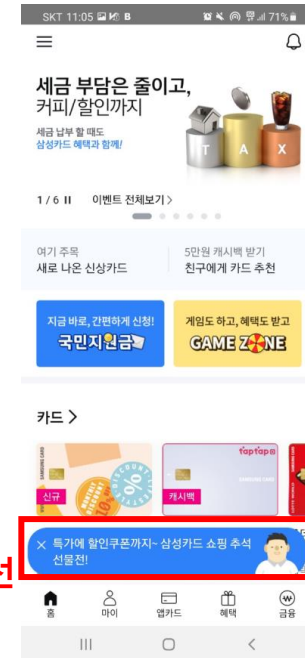 SKT 11:05
71%
세금 부담은 줄이고,
커피/할인까지
세금 납부 할 때도
삼성카드 혜택과 함께!
T A X
1 / 6 이벤트 전체보기 >
여기 주목
새로 나온 신상카드
5만원 캐시백 받기
친구에게 카드 추천
지금 바로, 간편하게 신청!
국민지원금
게임도 하고, 혜택도 받고
GAME ZONE
카드 >
신규
캐시백
taptap o
× 특가에 할인쿠폰까지~ 삼성카드 쇼핑 추석
선물전!
홈 마이 앱카드 혜택 금융